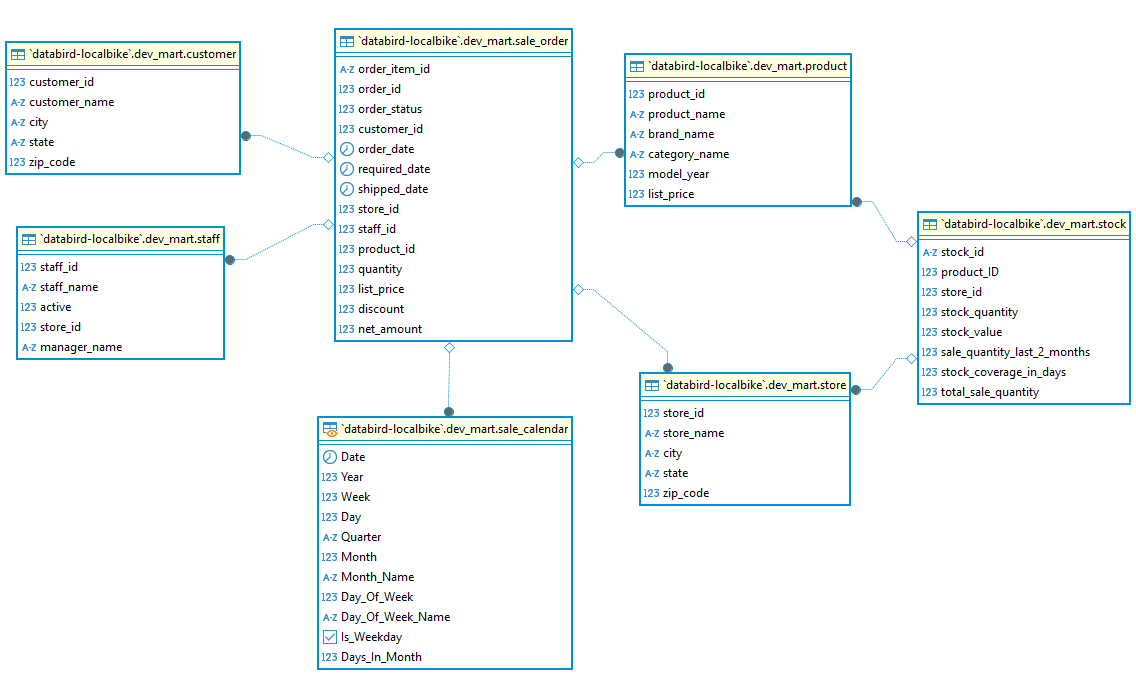 `databird-localbike`.dev_mart.customer
123 customer_id
A-Z customer_name
A-Z city
A-Z state
123 zip_code
`databird-localbike`.dev_mart.staff
123 staff_id
A-Z staff_name
123 active
123 store_id
A-Z manager_name
`databird-localbike`.dev_mart.sale_order
A-Z order_item_id
123 order_id
123 order_status
123 customer_id
order_date
required_date
shipped_date
123 store_id
123 staff_id
123 product_id
123 quantity
123 list_price
123 discount
123 net_amount
`databird-localbike`.dev_mart.sale_calendar
Date
123 Year
123 Week
123 Day
A-Z Quarter
123 Month
A-Z Month_Name
123 Day_Of_Week
A-Z Day_Of_Week_Name
Is_Weekday
123 Days_In_Month
`databird-localbike`.dev_mart.product
123 product_id
A-Z product_name
A-Z brand_name
A-Z category_name
123 model_year
123 list_price
`databird-localbike`.dev_mart.store
123 store_id
A-Z store_name
A-Z city
A-Z state
123 zip_code
`databird-localbike`.dev_mart.stock
A-Z stock_id
123 product_ID
123 store_id
123 stock_quantity
123 stock_value
123 sale_quantity_last_2_months
123 stock_coverage_in_days
123 total_sale_quantity